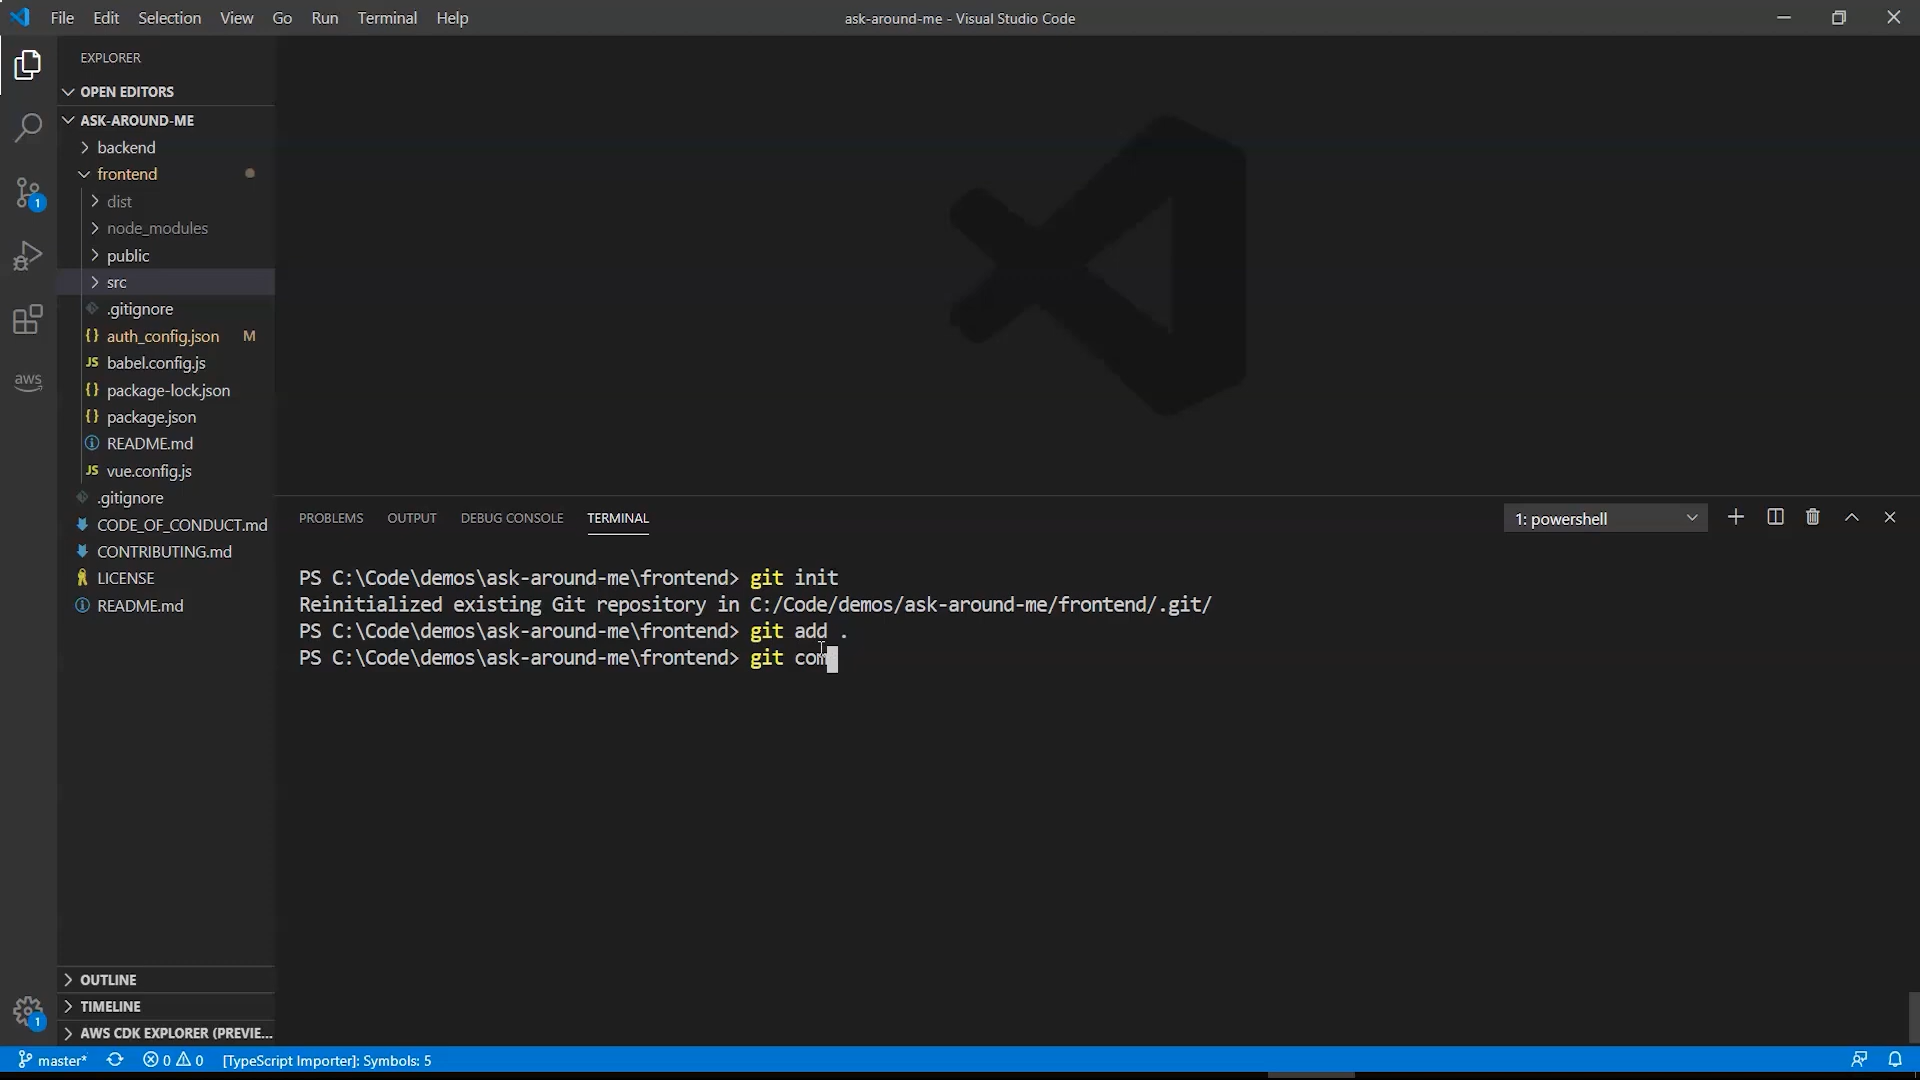 File Edit Selection View Go Run Terminal Help
ask-around-me - Visual Studio Code
EXPLORER
OPEN EDITORS
ASK-AROUND-ME
backend
frontend
dist
node_modules
public
src
.gitignore
{} auth_config.json M
JS babel.config.js
{} package-lock.json
{} package.json
README.md
JS vue.config.js
.gitignore
CODE_OF_CONDUCT.md
CONTRIBUTING.md
LICENSE
README.md
OUTLINE
TIMELINE
AWS CDK EXPLORER (PREVIE...
1
aws
1
PROBLEMS OUTPUT DEBUG CONSOLE TERMINAL
1: powershell
PS C:\Code\demos\ask-around-me\frontend> git init
Reinitialized existing Git repository in C:/Code/demos/ask-around-me/frontend/.git/
PS C:\Code\demos\ask-around-me\frontend> git add .
PS C:\Code\demos\ask-around-me\frontend> git com
master* 0 0 [TypeScript Importer]: Symbols: 5